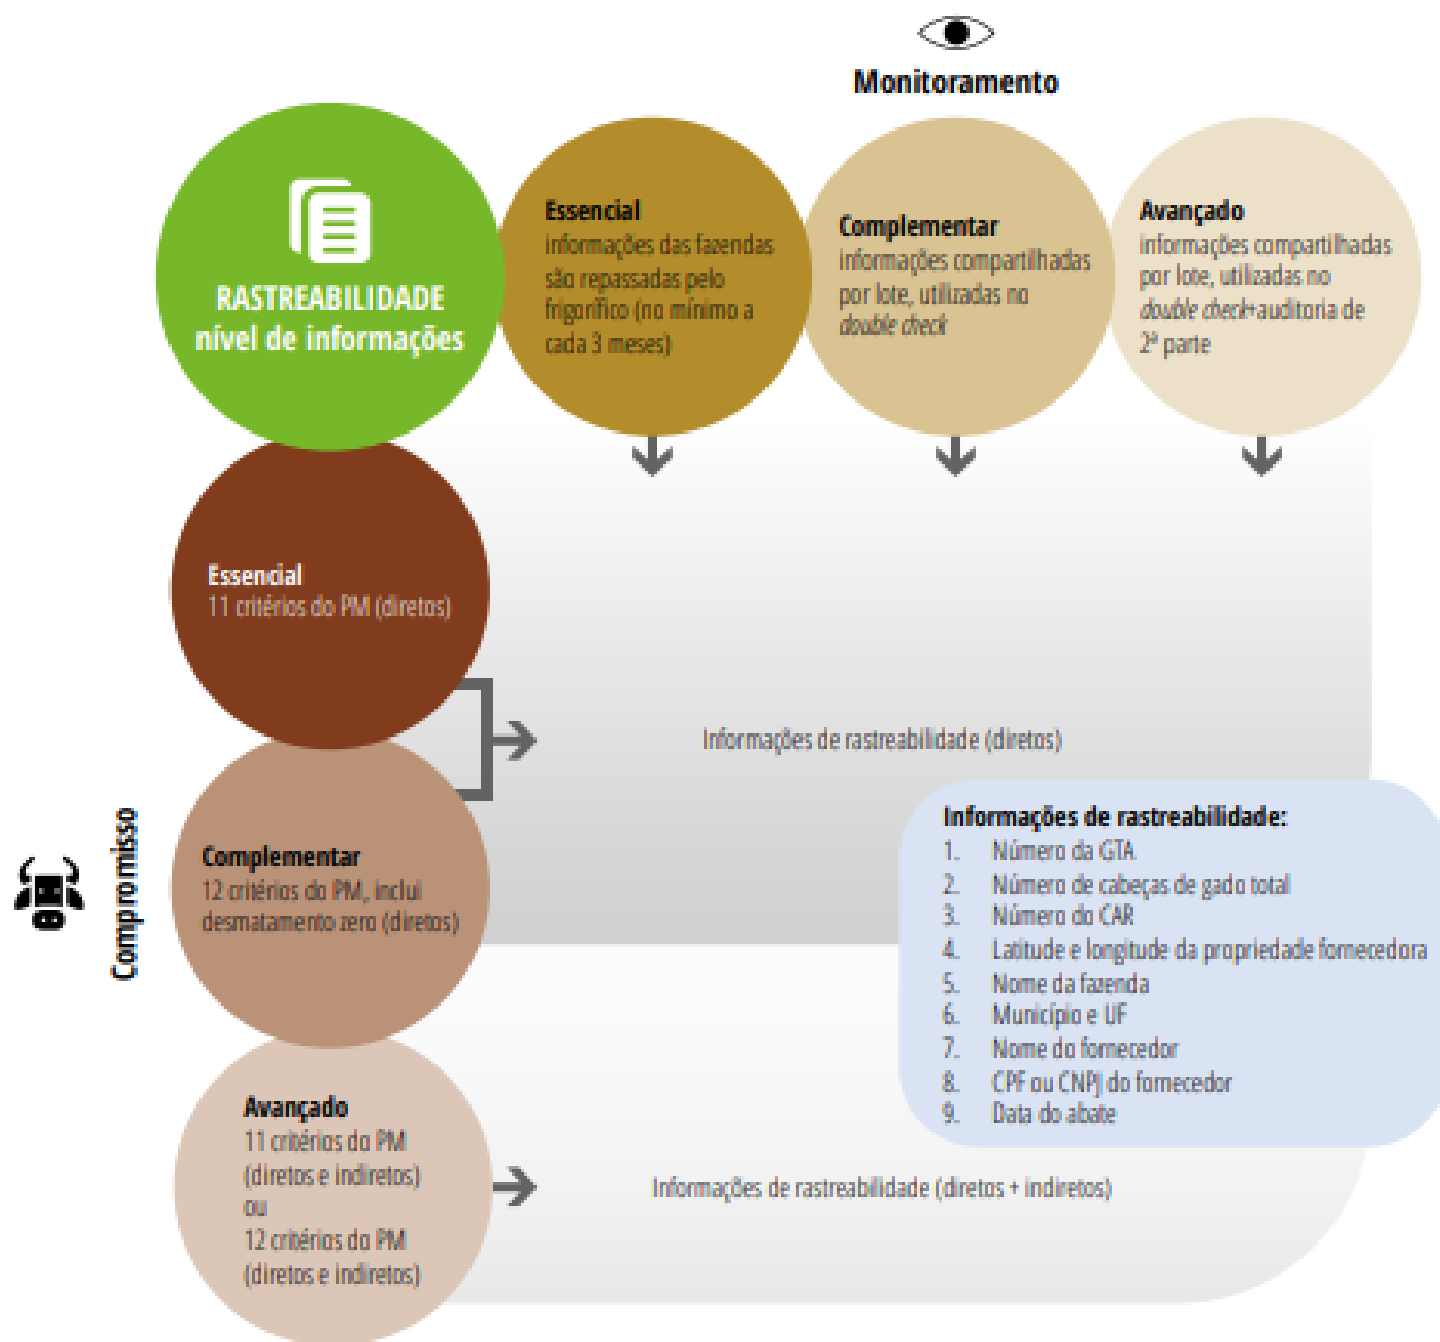 Monitoramento
RASTREABILIDADE
nível de informações
Essencial
informações das fazendas
são repassadas pelo
frigorífico (no mínimo a
cada 3 meses)
Complementar
informações compartilhadas
por lote, utilizadas no
double check
Avançado
informações compartilhadas
por lote, utilizadas no
double check+auditoria de
2ª parte
Compromisso
Essencial
11 critérios do PM (diretos)
Informações de rastreabilidade (diretos)
Complementar
12 critérios do PM, inclui
desmatamento zero (diretos)
Informações de rastreabilidade:
1. Número da GTA
2. Número de cabeças de gado total
3. Número do CAR
4. Latitude e longitude da propriedade fornecedora
5. Nome da fazenda
6. Município e UF
7. Nome do fornecedor
8. CPF ou CNPJ do fornecedor
9. Data do abate
Avançado
11 critérios do PM
(diretos e indiretos)
ou
12 critérios do PM
(diretos e indiretos)
Informações de rastreabilidade (diretos + indiretos)